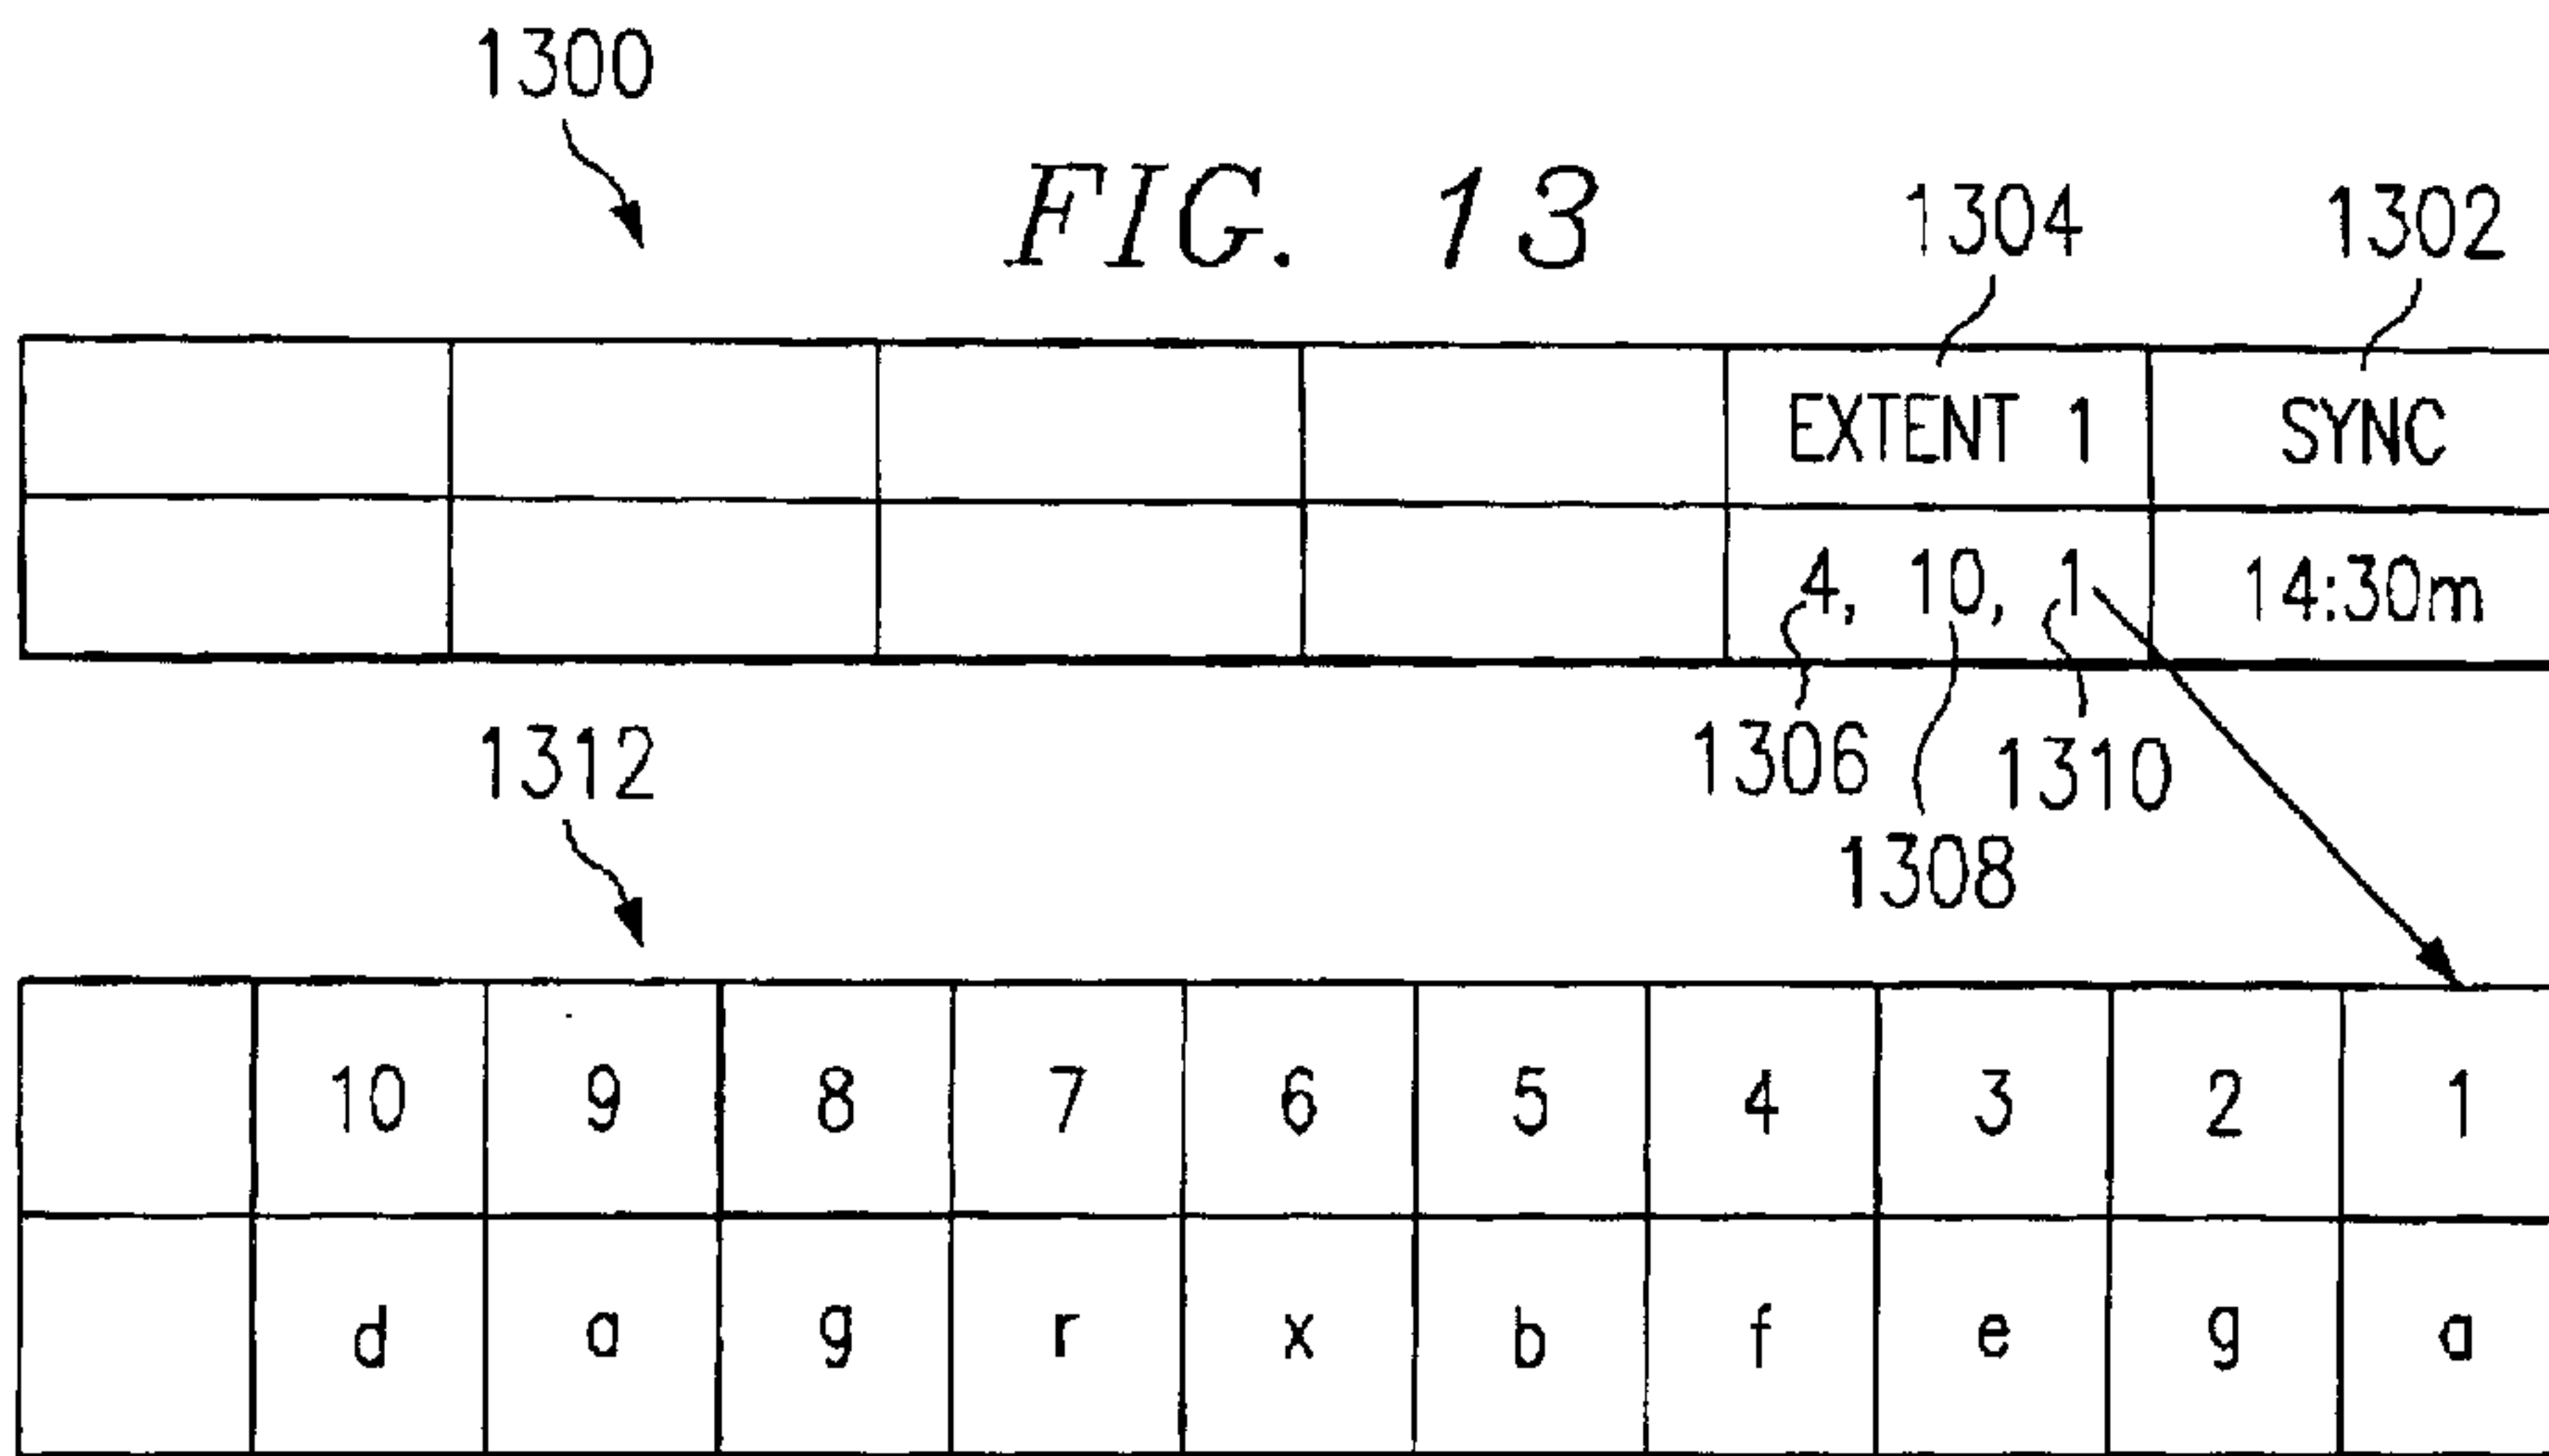 1300
FIG. 13
1304 1302
EXTENT 1 SYNC
4, 10, 1 14:30m
1306 1308 1310
1312
10 9 8 7 6 5 4 3 2 1
d a g r x b f e g a